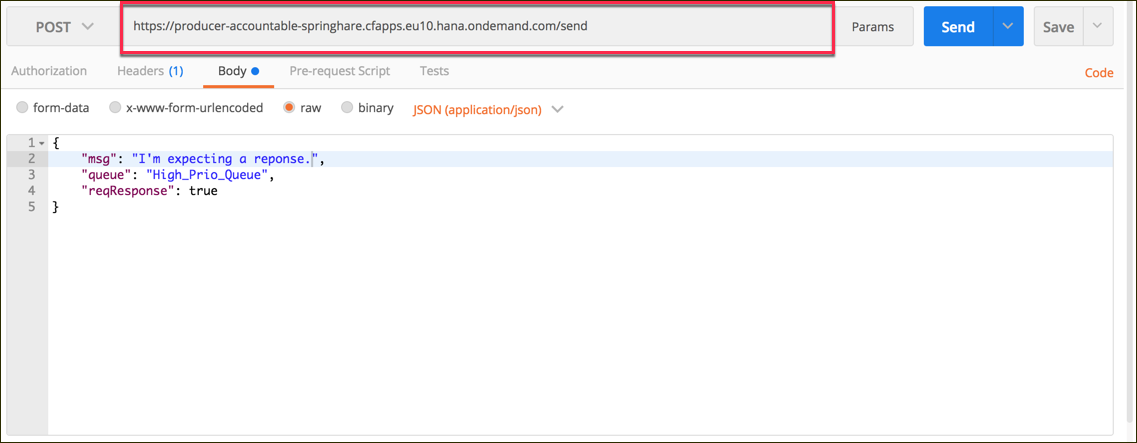 POST https://producer-accountable-springhare.cfapps.eu10.hana.ondemand.com/send Params Send Save
Authorization Headers (1) Body Pre-request Script Tests Code
form-data x-www-form-urlencoded raw binary JSON (application/json)
1 {
2 "msg": "I'm expecting a reponse.",
3 "queue": "High_Prio_Queue",
4 "reqResponse": true
5 }